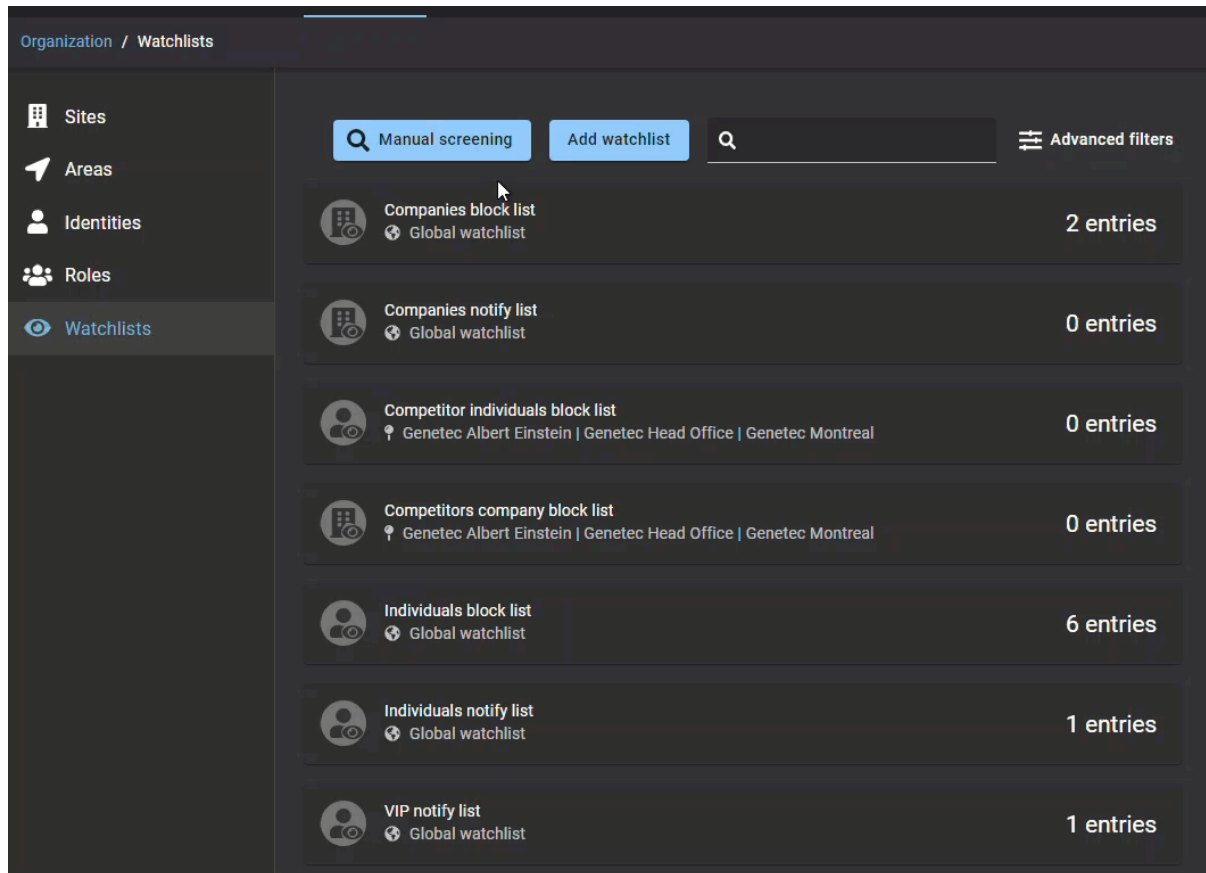 Organization / Watchlists
Sites
Areas
Identities
Roles
Watchlists
Manual screening
Add watchlist
Advanced filters
Companies block list
Global watchlist
2 entries
Companies notify list
Global watchlist
0 entries
Competitor individuals block list
Genetec Albert Einstein | Genetec Head Office | Genetec Montreal
0 entries
Competitors company block list
Genetec Albert Einstein | Genetec Head Office | Genetec Montreal
0 entries
Individuals block list
Global watchlist
6 entries
Individuals notify list
Global watchlist
1 entries
VIP notify list
Global watchlist
1 entries